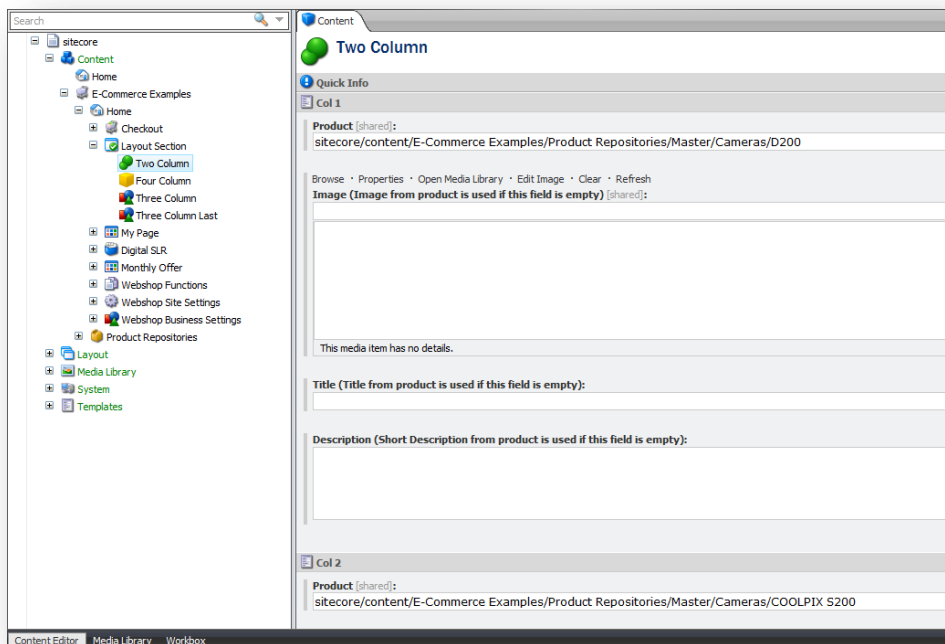 Search
sitecore
Content
Home
E-Commerce Examples
Home
Checkout
Layout Section
Two Column
Four Column
Three Column
Three Column Last
My Page
Digital SLR
Monthly Offer
Webshop Functions
Webshop Site Settings
Webshop Business Settings
Product Repositories
Layout
Media Library
System
Templates
Content
Two Column
Quick Info
Col 1
Product [shared]:
sitecore/content/E-Commerce Examples/Product Repositories/Master/Cameras/D200
Browse · Properties · Open Media Library · Edit Image · Clear · Refresh
Image (Image from product is used if this field is empty) [shared]:
This media item has no details.
Title (Title from product is used if this field is empty):
Description (Short Description from product is used if this field is empty):
Col 2
Product [shared]:
sitecore/content/E-Commerce Examples/Product Repositories/Master/Cameras/COOLPIX S200
Content Editor Media Library Workbox